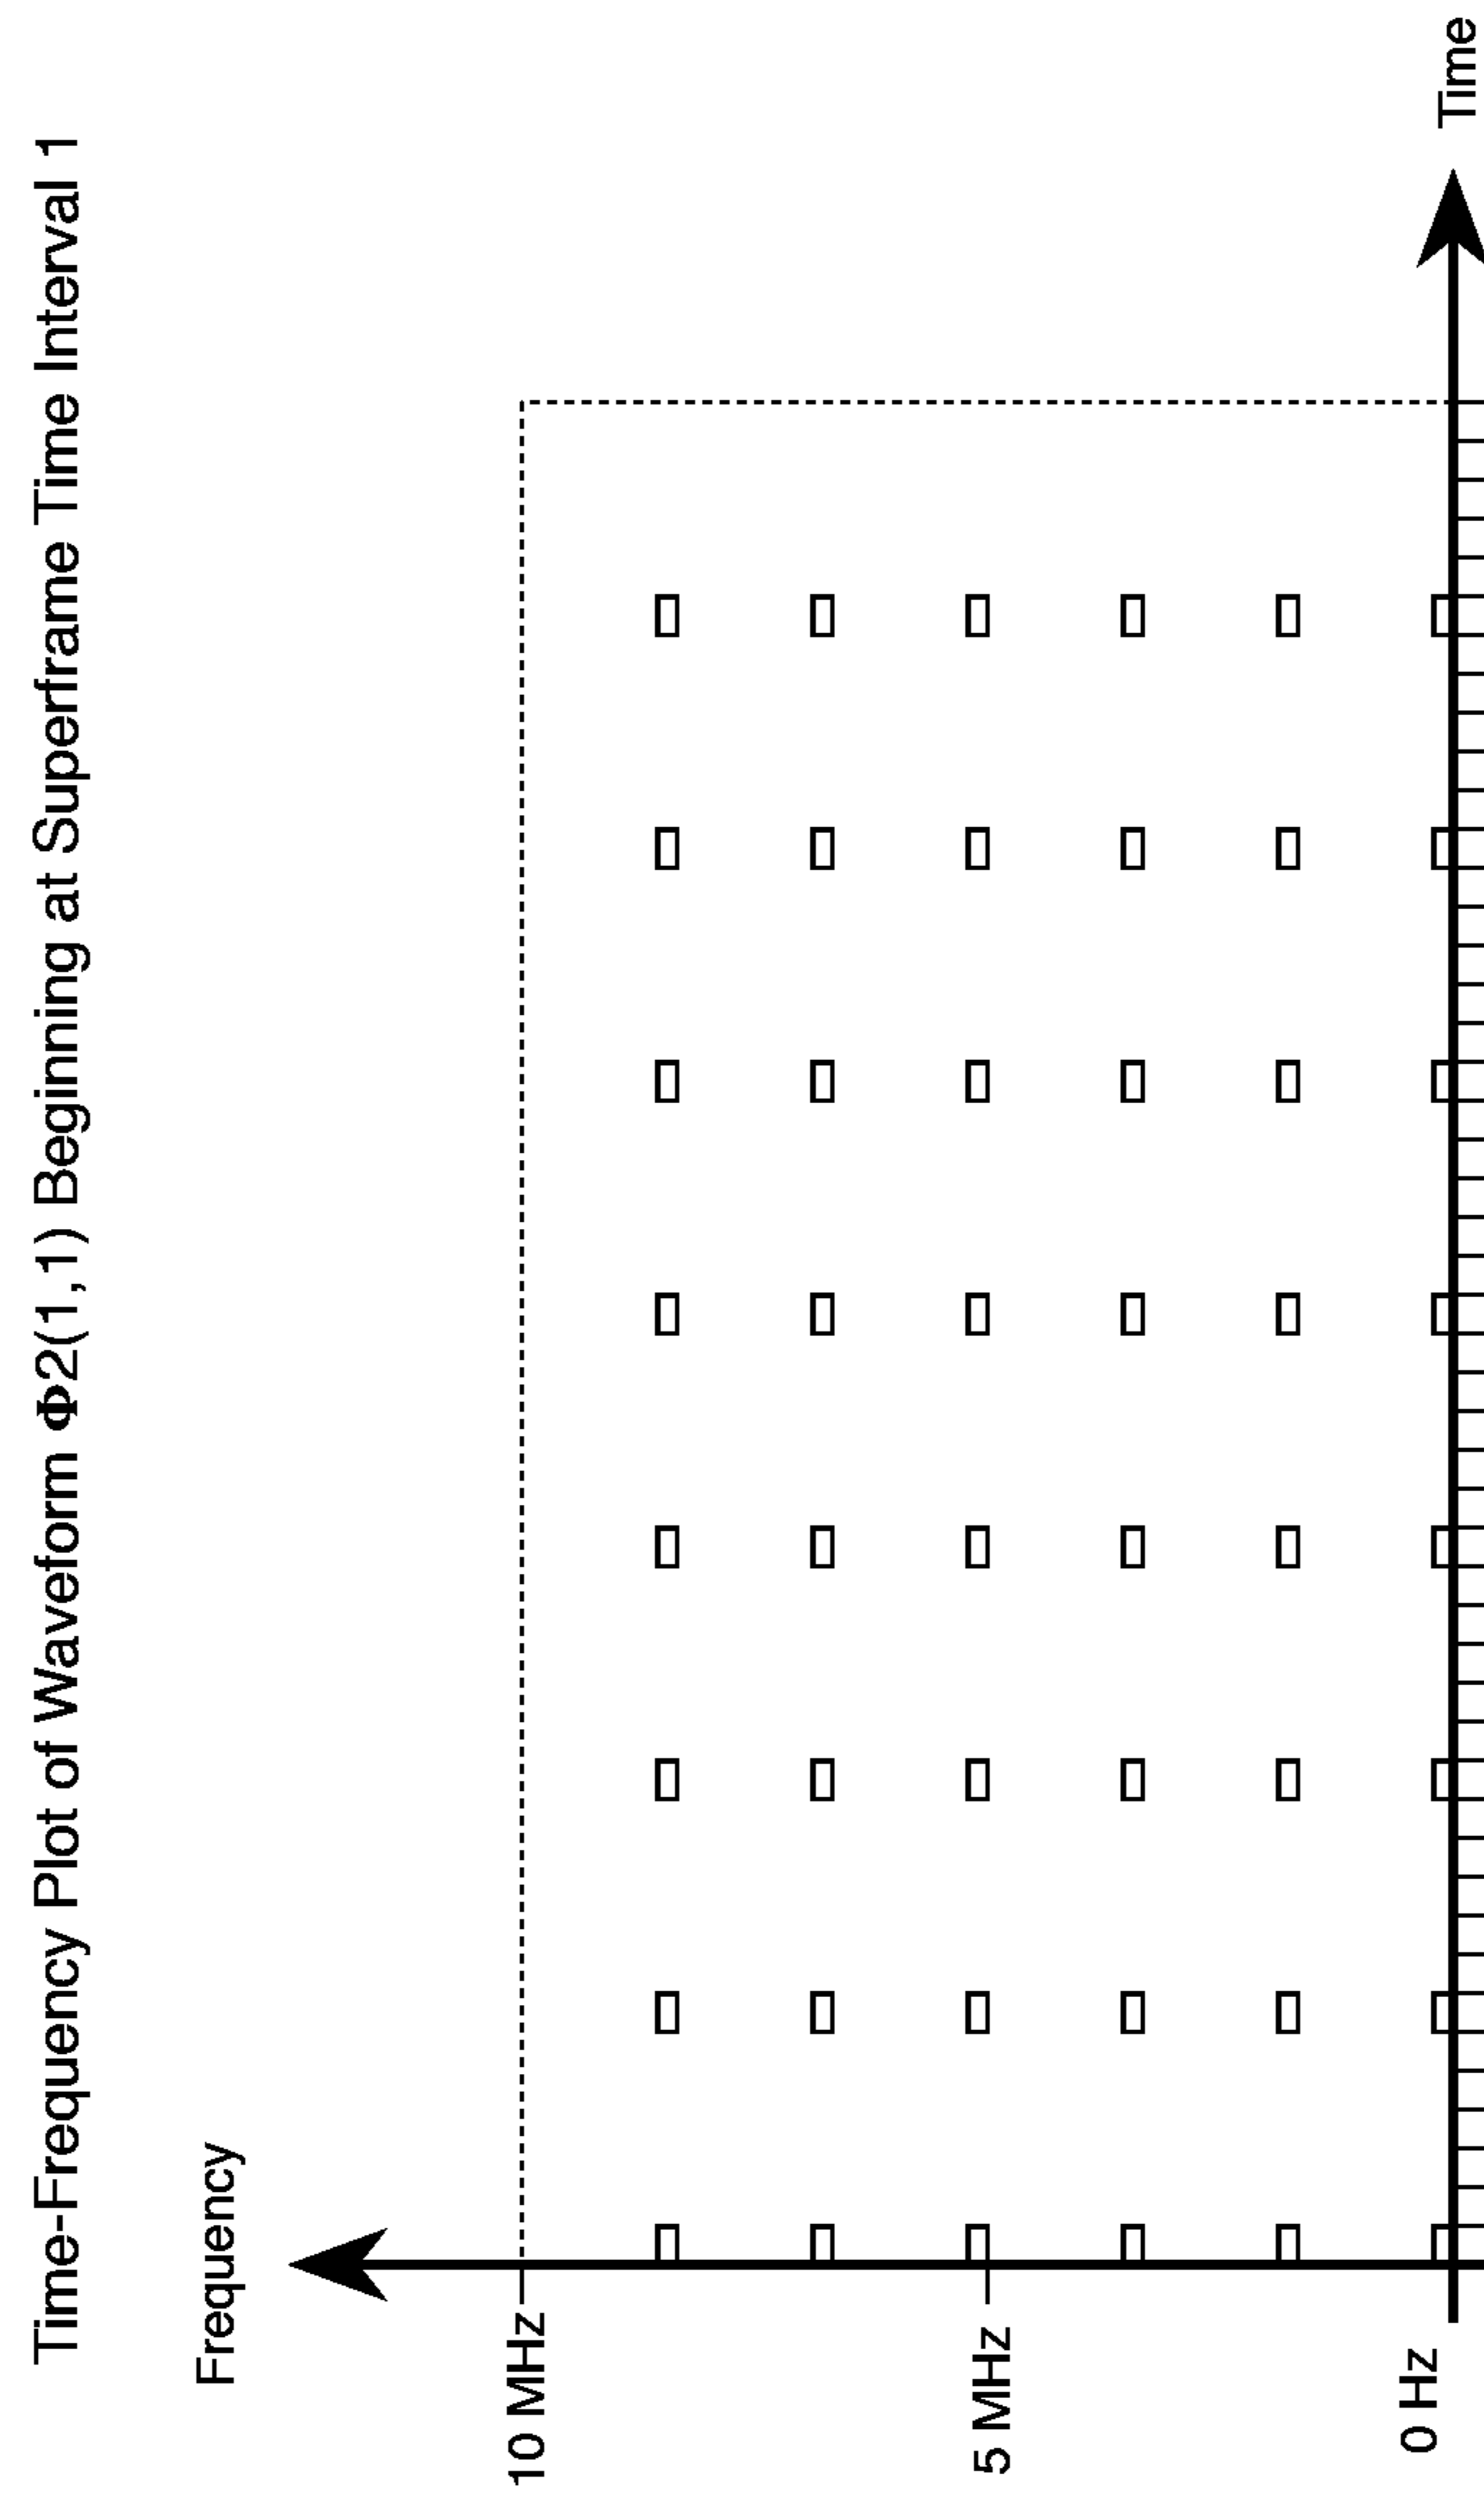 Time-Frequency Plot of Waveform Φ2(1,1) Beginning at Superframe Time Interval 1
Frequency
10 MHz
5 MHz
0 Hz
Time